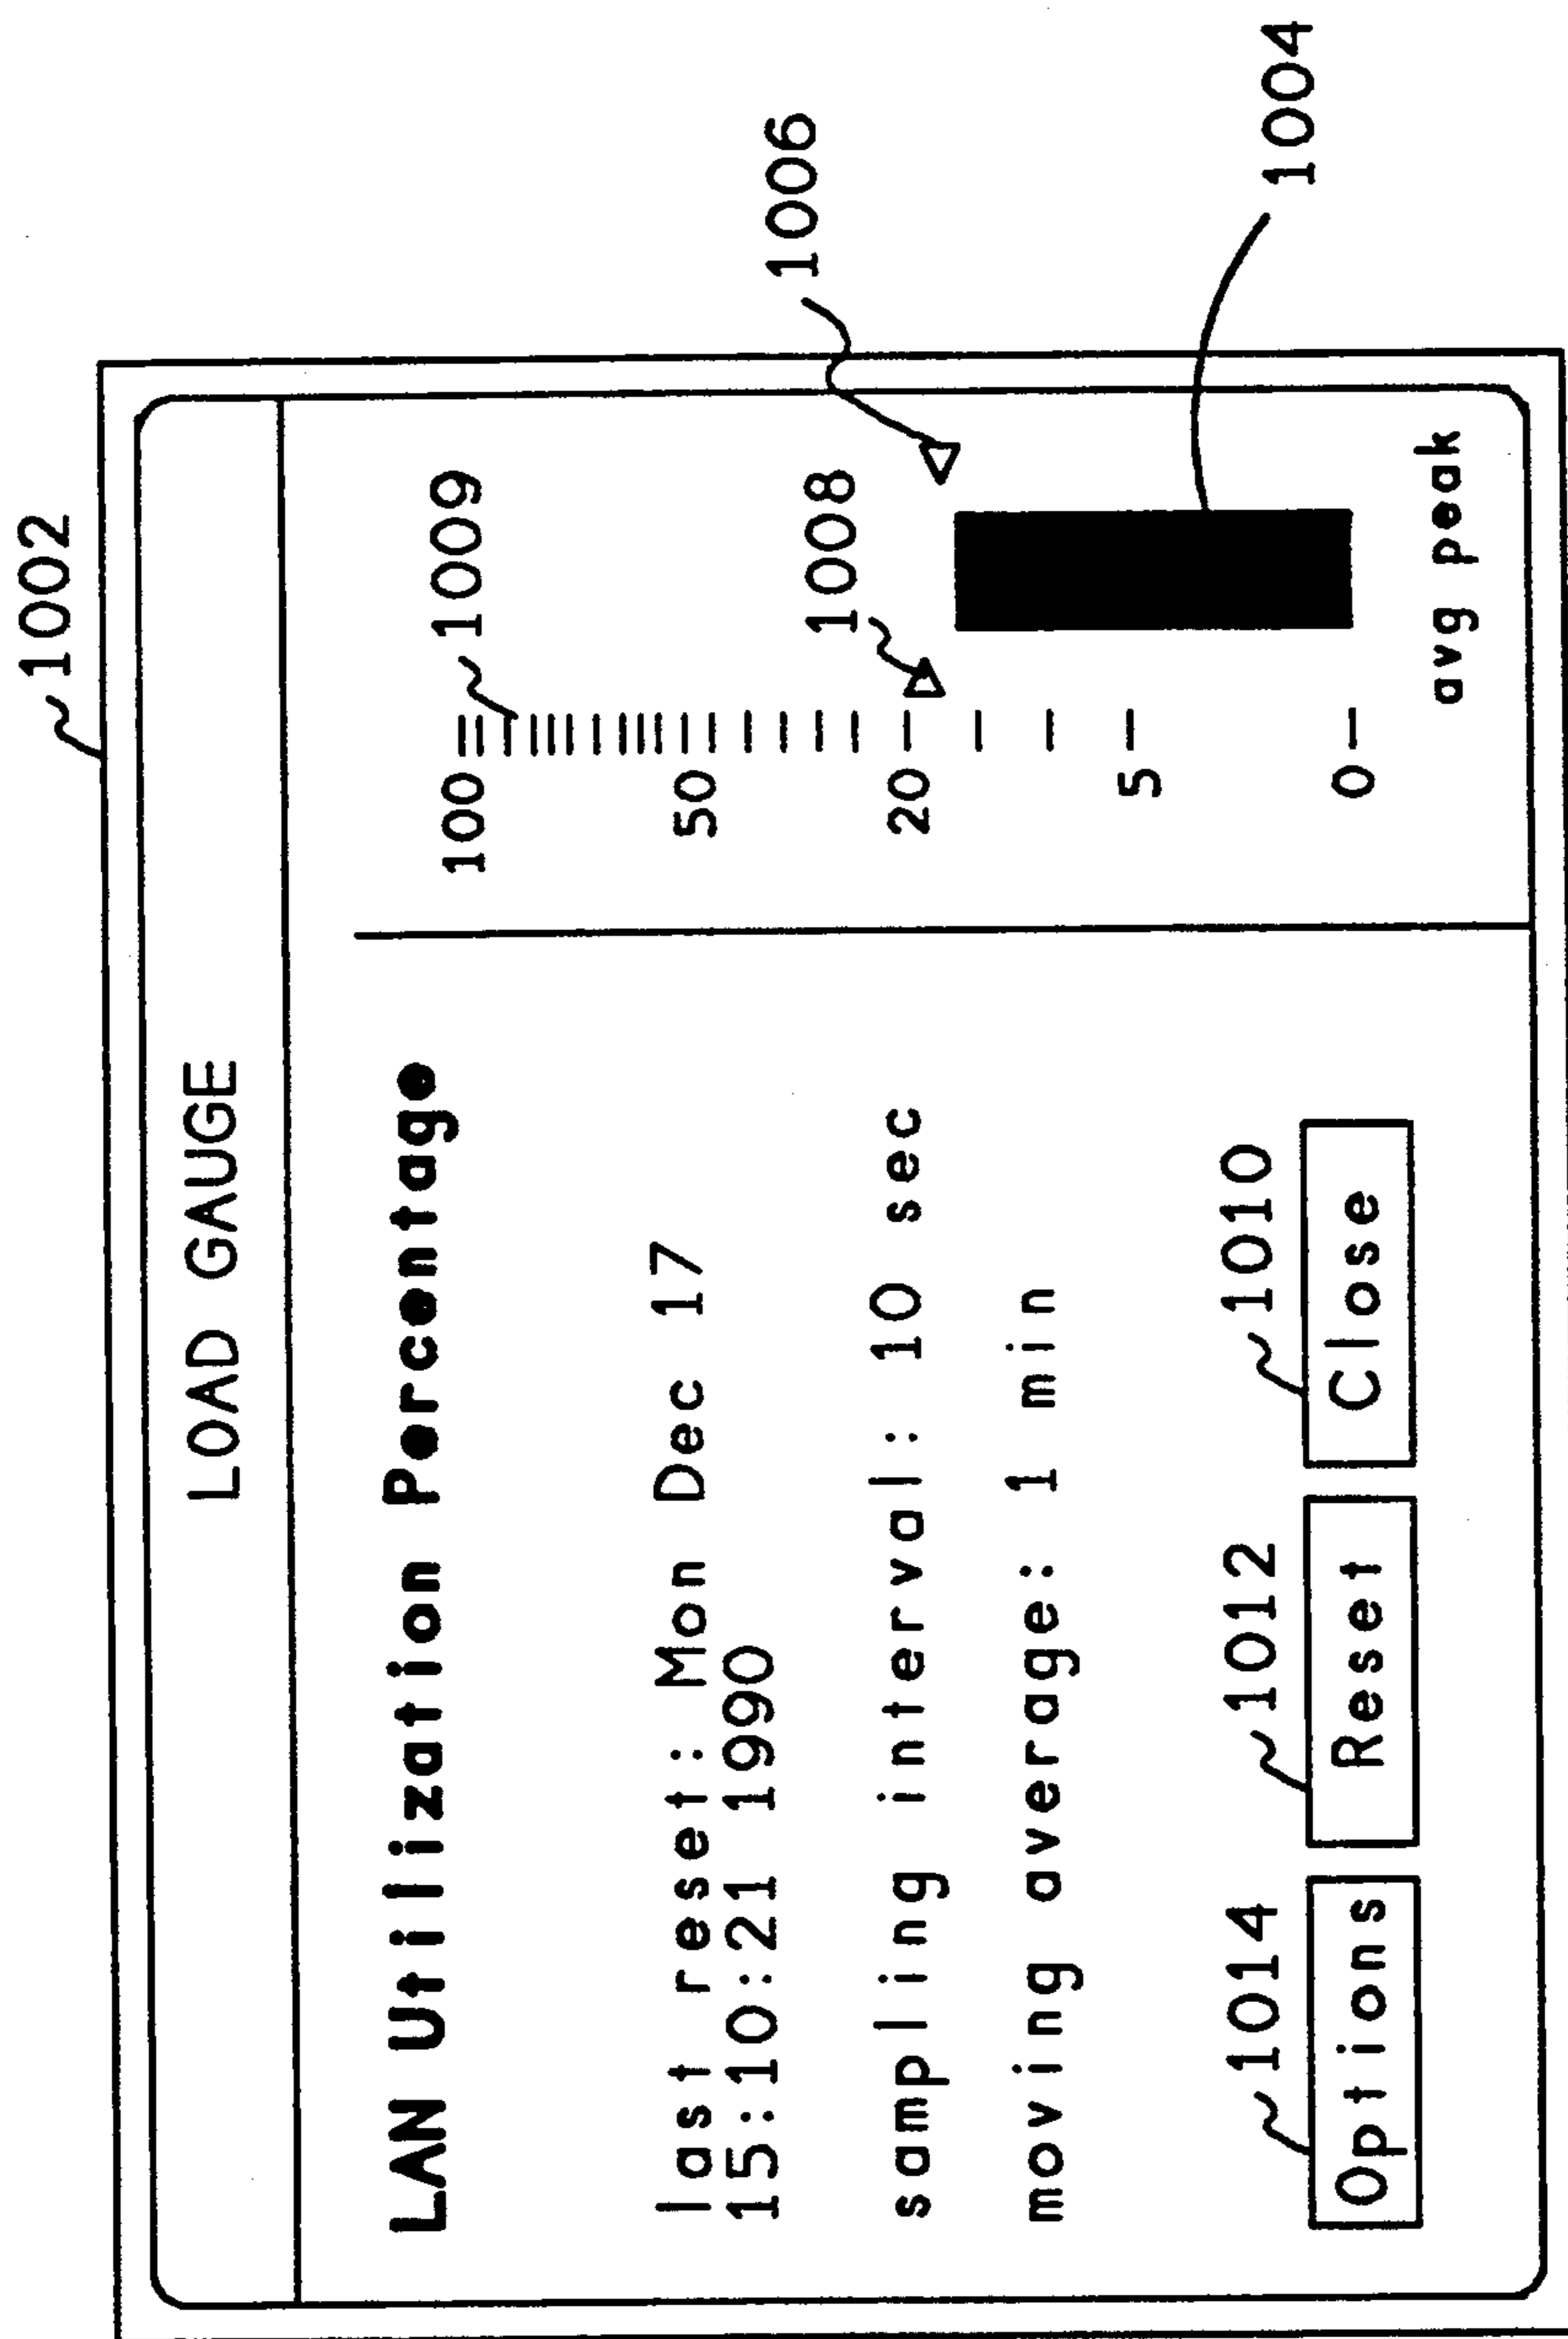 1002
LOAD GAUGE
LAN Utilization Percentage
last reset: Mon Dec 17
15:10:21 1990
sampling interval: 10 sec
moving average: 1 min
1014
1012
1010
Options
Reset
Close
100
1009
50
1008
20
5
0
avg peak
1006
1004